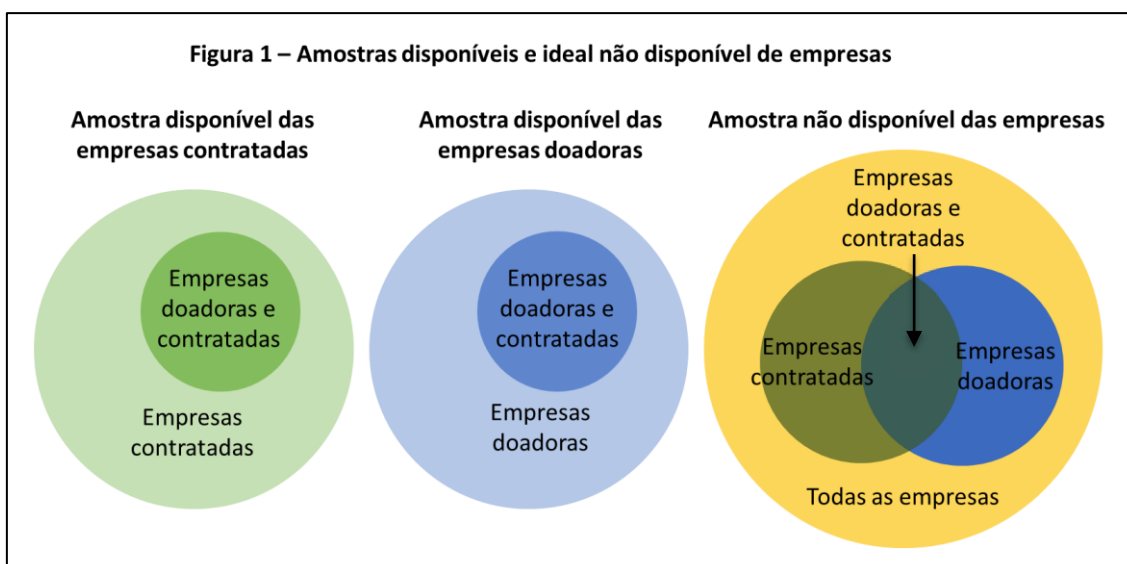 Figura 1 – Amostras disponíveis e ideal não disponível de empresas
Amostra disponível das
empresas contratadas
Empresas
doadoras e
contratadas
Empresas
contratadas
Amostra disponível das
empresas doadoras
Empresas
doadoras e
contratadas
Empresas
doadoras
Amostra não disponível das empresas
Empresas
doadoras e
contratadas
Empresas
contratadas
Empresas
doadoras
Todas as empresas